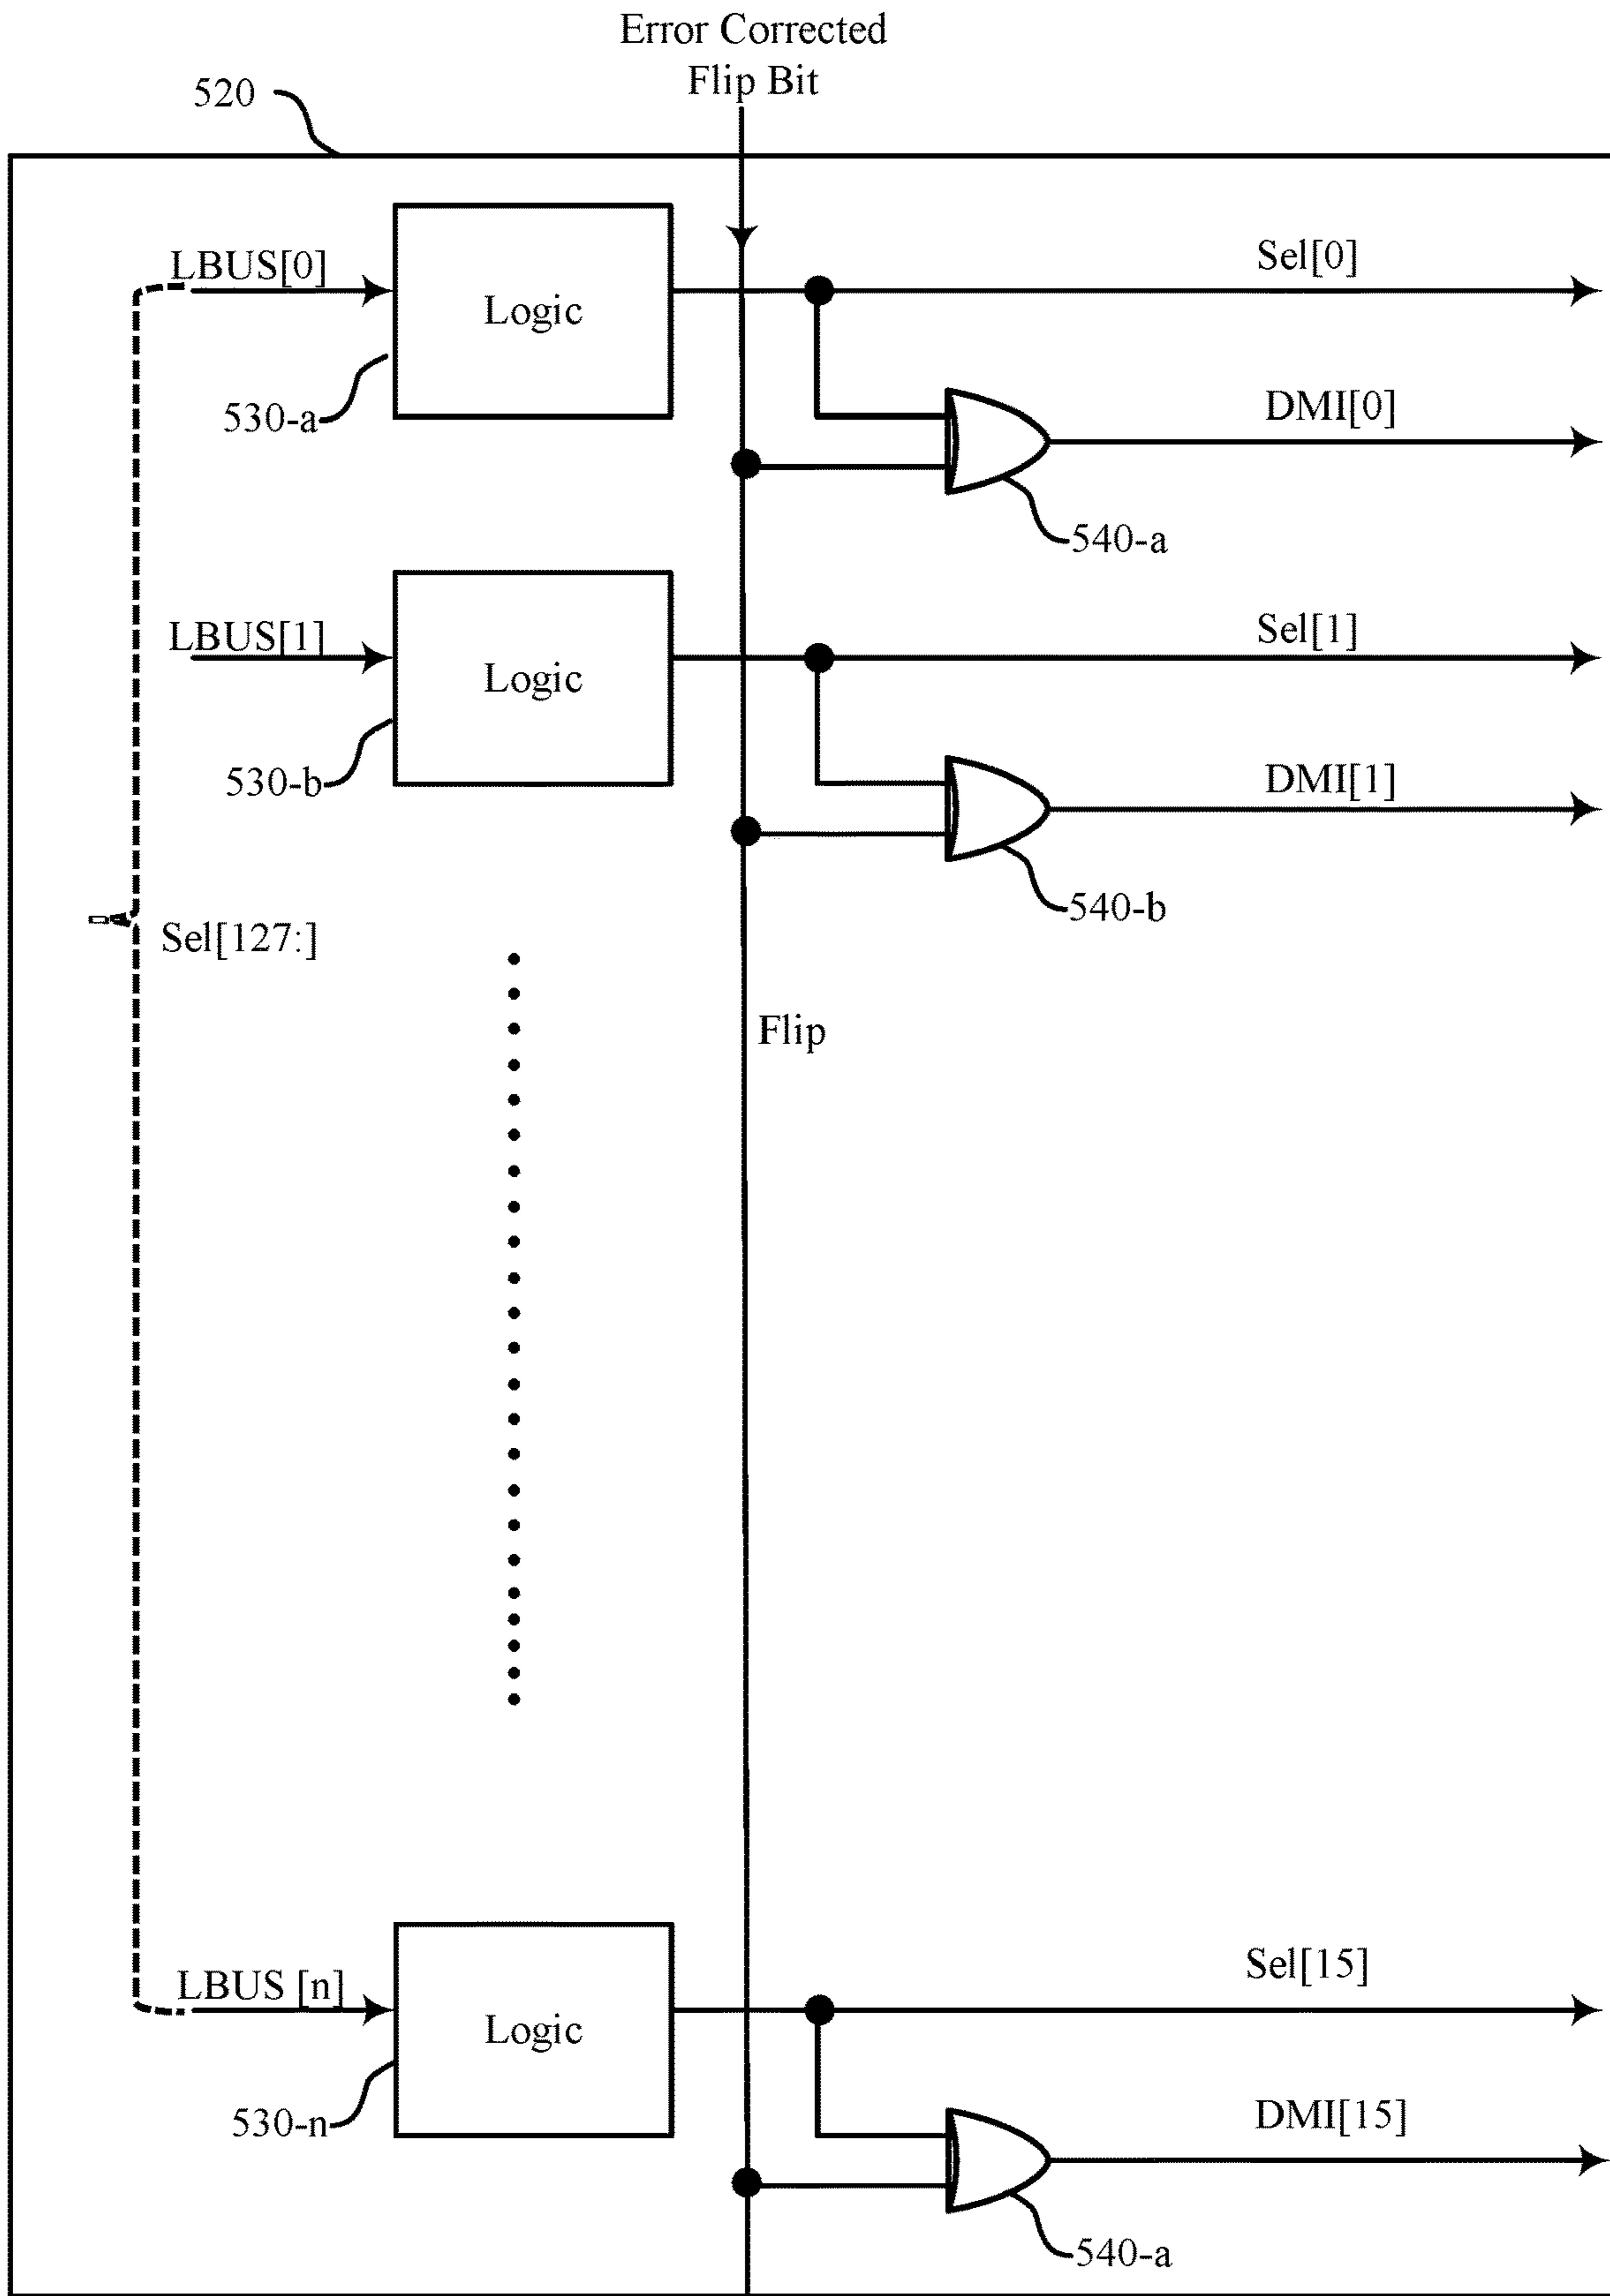 Error Corrected
Flip Bit
520
LBUS[0]
Logic
Sel[0]
530-a
DMI[0]
540-a
LBUS[1]
Logic
Sel[1]
530-b
DMI[1]
540-b
Sel[127:]
Flip
LBUS [n]
Logic
Sel[15]
530-n
DMI[15]
540-a